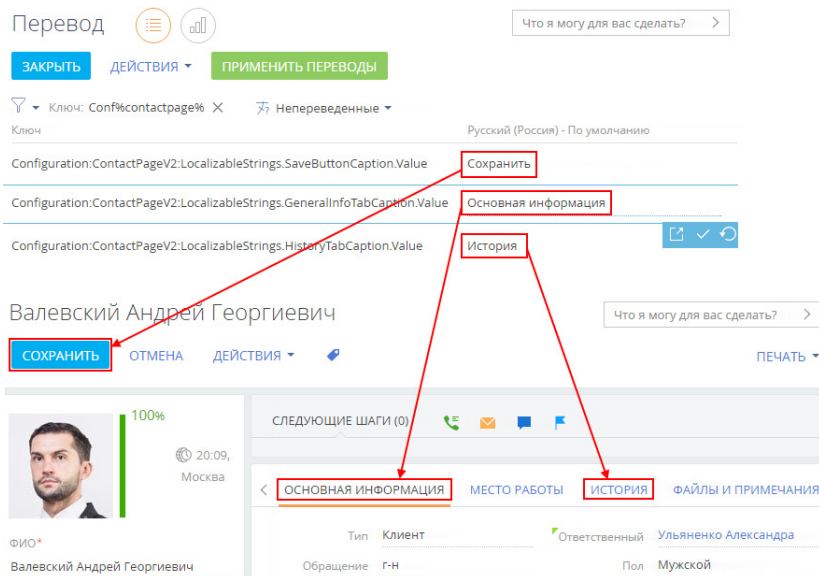 Перевод
Что я могу для вас сделать? >
ЗАКРЫТЬ ДЕЙСТВИЯ ПРИМЕНИТЬ ПЕРЕВОДЫ
Ключ: Conf%contactpage% Непереведенные
Ключ Русский (Россия) - По умолчанию
Configuration:ContactPageV2:LocalizableStrings.SaveButtonCaption.Value Сохранить
Configuration:ContactPageV2:LocalizableStrings.GeneralInfoTabCaption.Value Основная информация
Configuration:ContactPageV2:LocalizableStrings.HistoryTabCaption.Value История
Валевский Андрей Георгиевич
Что я могу для вас сделать? >
СОХРАНИТЬ ОТМЕНА ДЕЙСТВИЯ ПЕЧАТЬ
100%
СЛЕДУЮЩИЕ ШАГИ (0)
20:09,
Москва
< ОСНОВНАЯ ИНФОРМАЦИЯ МЕСТО РАБОТЫ ИСТОРИЯ ФАЙЛЫ И ПРИМЕЧАНИЯ
Тип Клиент Ответственный Ульяненко Александра
ФИО*
Валевский Андрей Георгиевич Обращение Г-н Пол Мужской